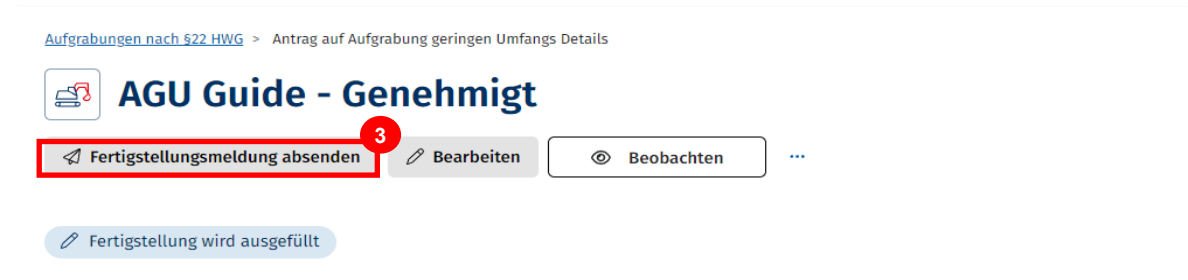 Aufgrabungen nach §22 HWG > Antrag auf Aufgrabung geringen Umfangs Details
AGU Guide - Genehmigt
3
Fertigstellungsmeldung absenden Bearbeiten Beobachten ...
Fertigstellung wird ausgefüllt